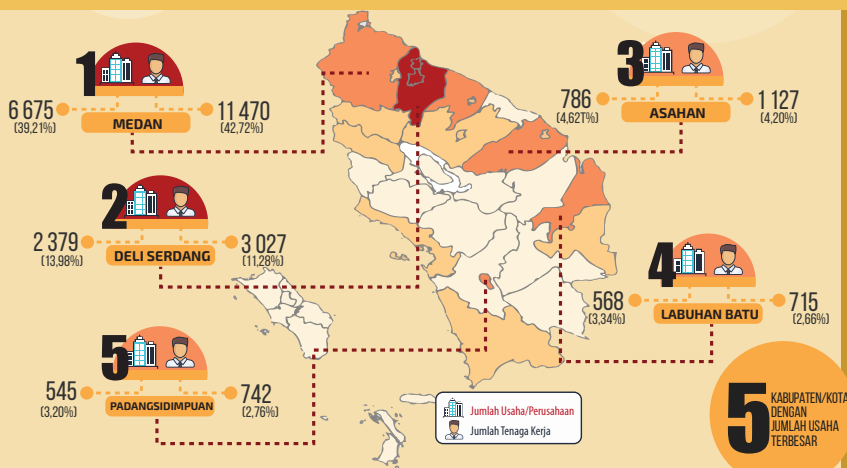 1
6 675
(39,21%)
MEDAN
11 470
(42,72%)
2
2 379
(13,98%)
DELI SERDANG
3 027
(11,28%)
3
786
(4,62T%)
ASAHAN
1 127
(4,20%)
4
568
(3,34%)
LABUHAN BATU
715
(2,66%)
5
545
(3,20%)
PADANGSIDIMPUAN
742
(2,76%)
Jumlah Usaha/Perusahaan
Jumlah Tenaga Kerja
5
KABUPATEN/KOTA
DENGAN
JUMLAH USAHA
TERBESAR